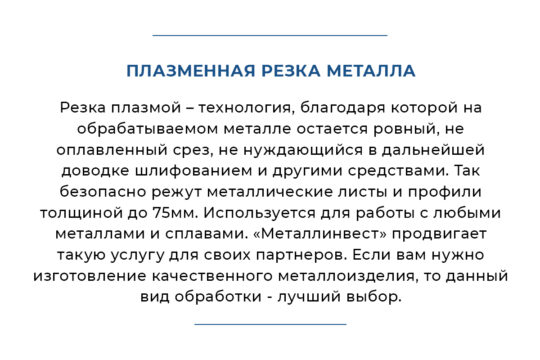 ПЛАЗМЕННАЯ РЕЗКА МЕТАЛЛА
Резка плазмой – технология, благодаря которой на
обрабатываемом металле остается ровный, не
оплавленный срез, не нуждающийся в дальнейшей
доводке шлифованием и другими средствами. Так
безопасно режут металлические листы и профили
толщиной до 75мм. Используется для работы с любыми
металлами и сплавами. «Металлинвест» продвигает
такую услугу для своих партнеров. Если вам нужно
изготовление качественного металлоизделия, то данный
вид обработки - лучший выбор.